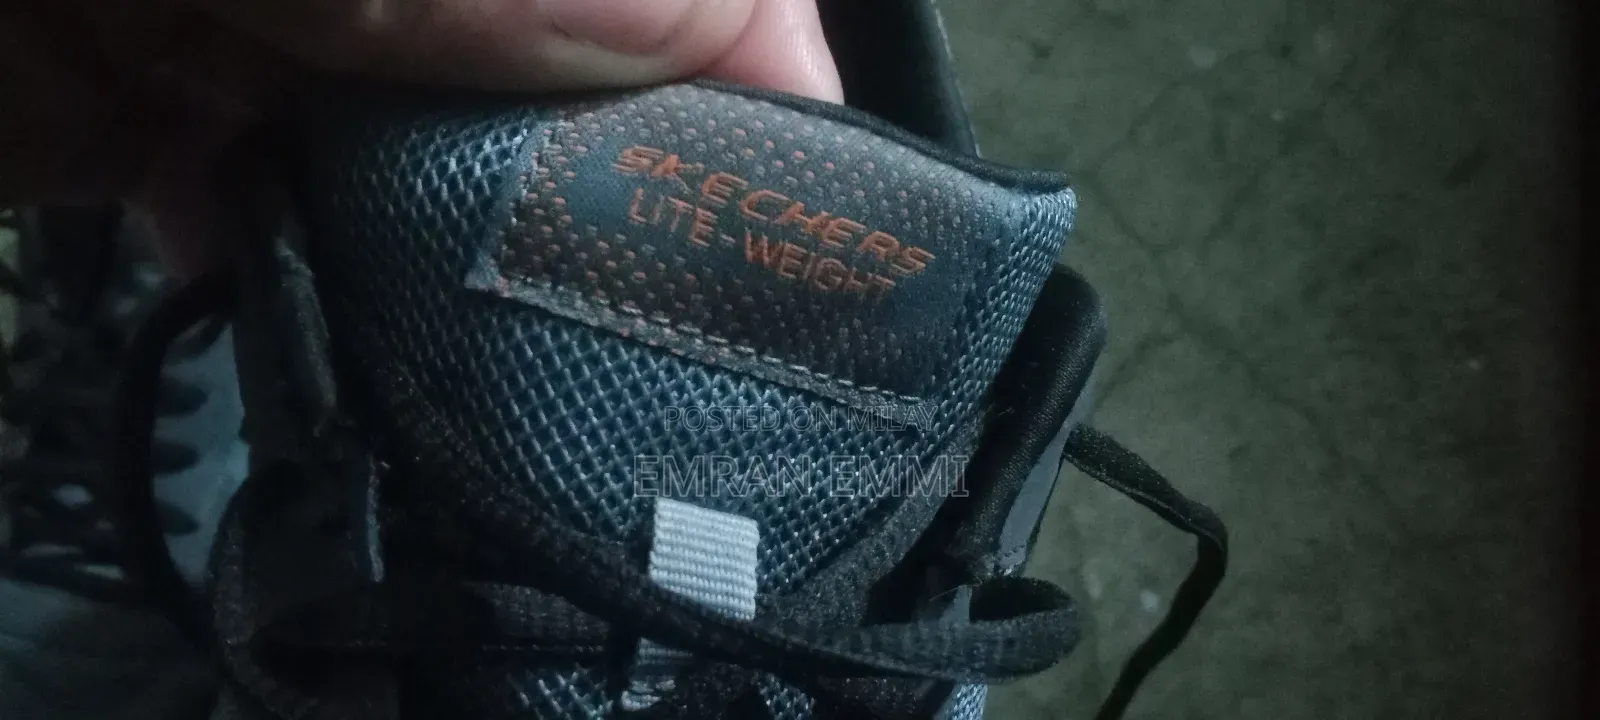 SKECHERS
LITE-WEIGHT
POSTED ON MILAY
EMRAN EMMI